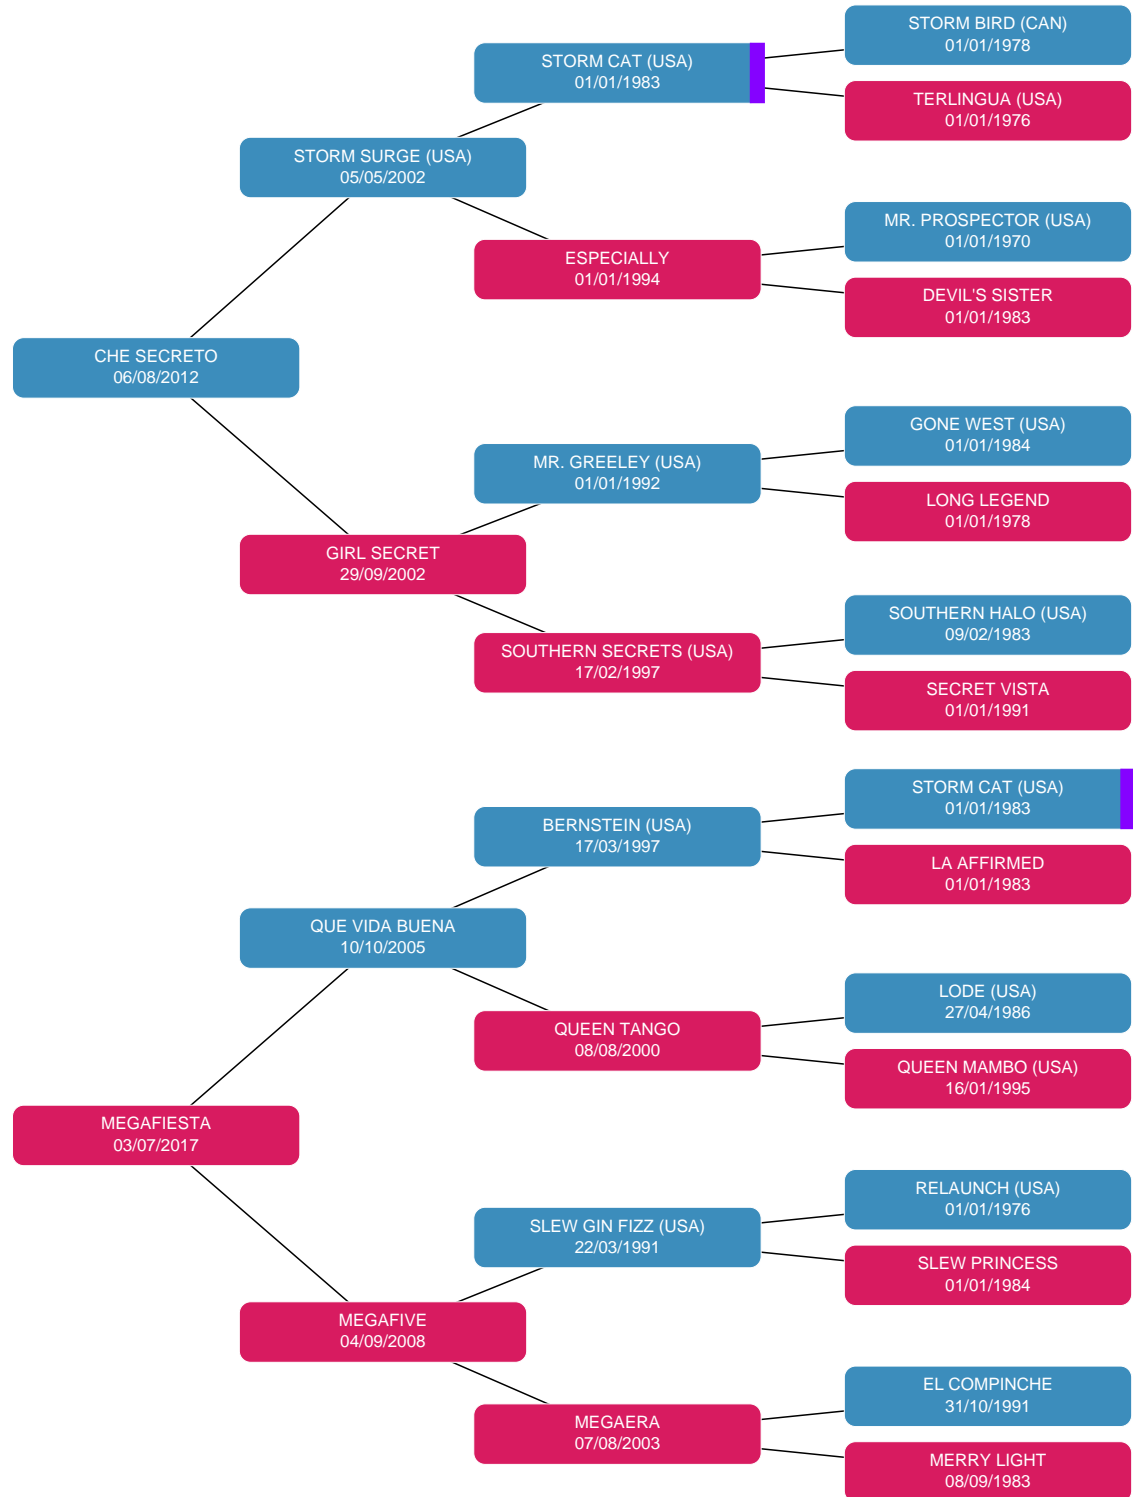 STORM BIRD (CAN)
01/01/1978
STORM CAT (USA)
01/01/1983
TERLINGUA (USA)
01/01/1976
STORM SURGE (USA)
05/05/2002
MR. PROSPECTOR (USA)
01/01/1970
ESPECIALLY
01/01/1994
DEVIL'S SISTER
01/01/1983
CHE SECRETO
06/08/2012
GONE WEST (USA)
01/01/1984
MR. GREELEY (USA)
01/01/1992
LONG LEGEND
01/01/1978
GIRL SECRET
29/09/2002
SOUTHERN HALO (USA)
09/02/1983
SOUTHERN SECRETS (USA)
17/02/1997
SECRET VISTA
01/01/1991
STORM CAT (USA)
01/01/1983
BERNSTEIN (USA)
17/03/1997
LA AFFIRMED
01/01/1983
QUE VIDA BUENA
10/10/2005
LODE (USA)
27/04/1986
QUEEN TANGO
08/08/2000
QUEEN MAMBO (USA)
16/01/1995
MEGAFIESTA
03/07/2017
RELAUNCH (USA)
01/01/1976
SLEW GIN FIZZ (USA)
22/03/1991
SLEW PRINCESS
01/01/1984
MEGAFIVE
04/09/2008
EL COMPINCHE
31/10/1991
MEGAERA
07/08/2003
MERRY LIGHT
08/09/1983